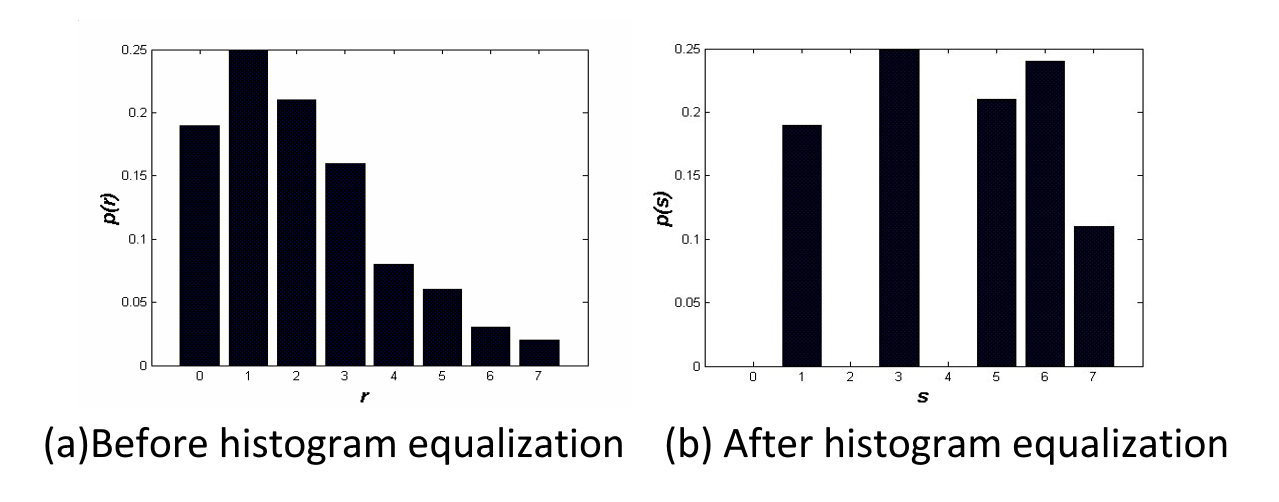 0.25
0.2
0.15
0.1
0.05
0
p(r)
0 1 2 3 4 5 6 7
r
0.25
0.2
0.15
0.1
0.05
0
p(s)
0 1 2 3 4 5 6 7
s
(a)Before histogram equalization
(b) After histogram equalization